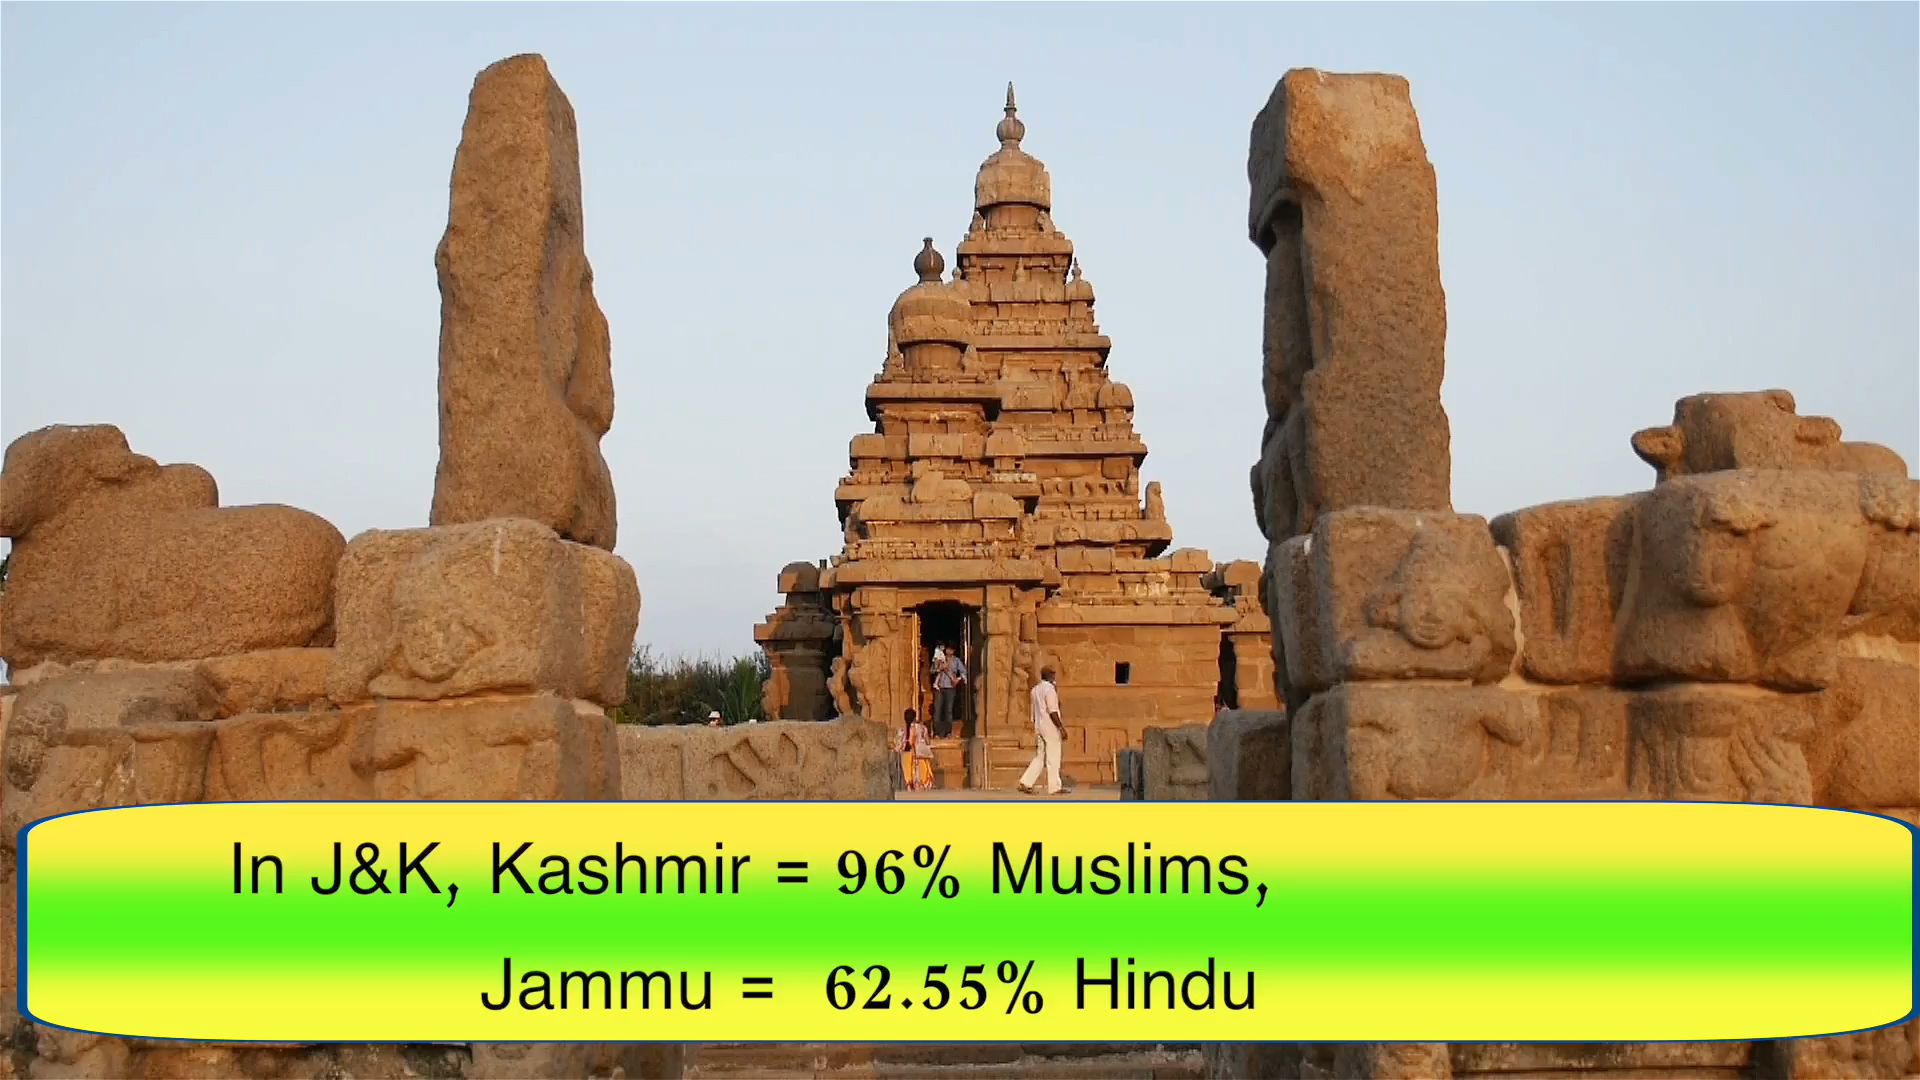 In J&K, Kashmir = 96% Muslims,
Jammu = 62.55% Hindu